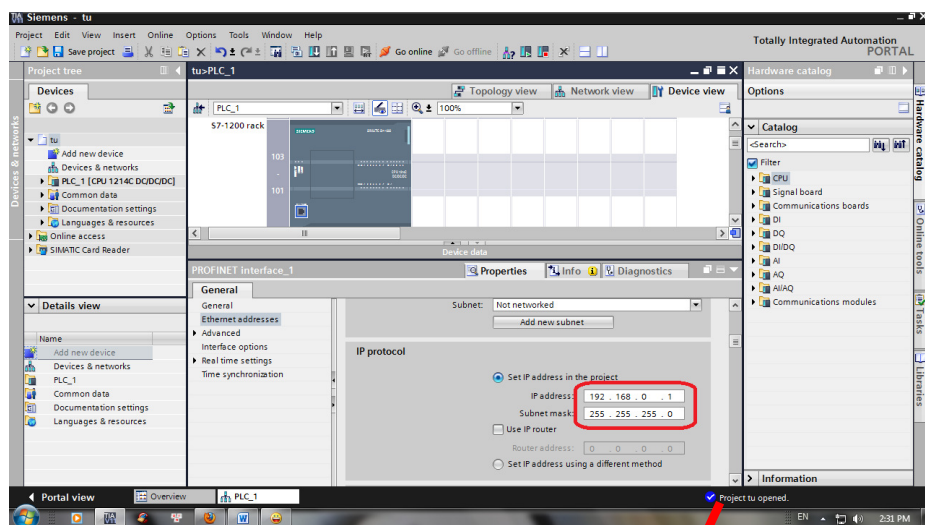 Siemens - tu
Project Edit View Insert Online Options Tools Window Help
Save project Go online Go offline
Totally Integrated Automation
PORTAL
Project tree
Devices
tu
Add new device
Devices & networks
PLC_1 [CPU 1214C DC/DC/DC]
Common data
Documentation settings
Languages & resources
Online access
SIMATIC Card Reader
Devices & networks
Details view
Name
Add new device
Devices & networks
PLC_1
Common data
Documentation settings
Languages & resources
tu>PLC_1
Topology view Network view Device view
PLC_1 100%
S7-1200 rack
SIEMENS
103
101
Device data
PROFINET interface_1
Properties Info Diagnostics
General
General
Ethernet addresses
Advanced
Interface options
Real time settings
Time synchronization
Subnet: Not networked
Add new subnet
IP protocol
Set IP address in the project
IP address: 192 . 168 . 0 . 1
Subnet mask: 255 . 255 . 255 . 0
Use IP router
Router address: 0 . 0 . 0 . 0
Set IP address using a different method
Hardware catalog
Options
Catalog
<Search>
Filter
CPU
Signal board
Communications boards
DI
DQ
DI/DQ
AI
AQ
AI/AQ
Communications modules
Information
Hardware catalog
Online tools
Tasks
Libraries
Portal view Overview PLC_1
Project tu opened.
EN 2:31 PM